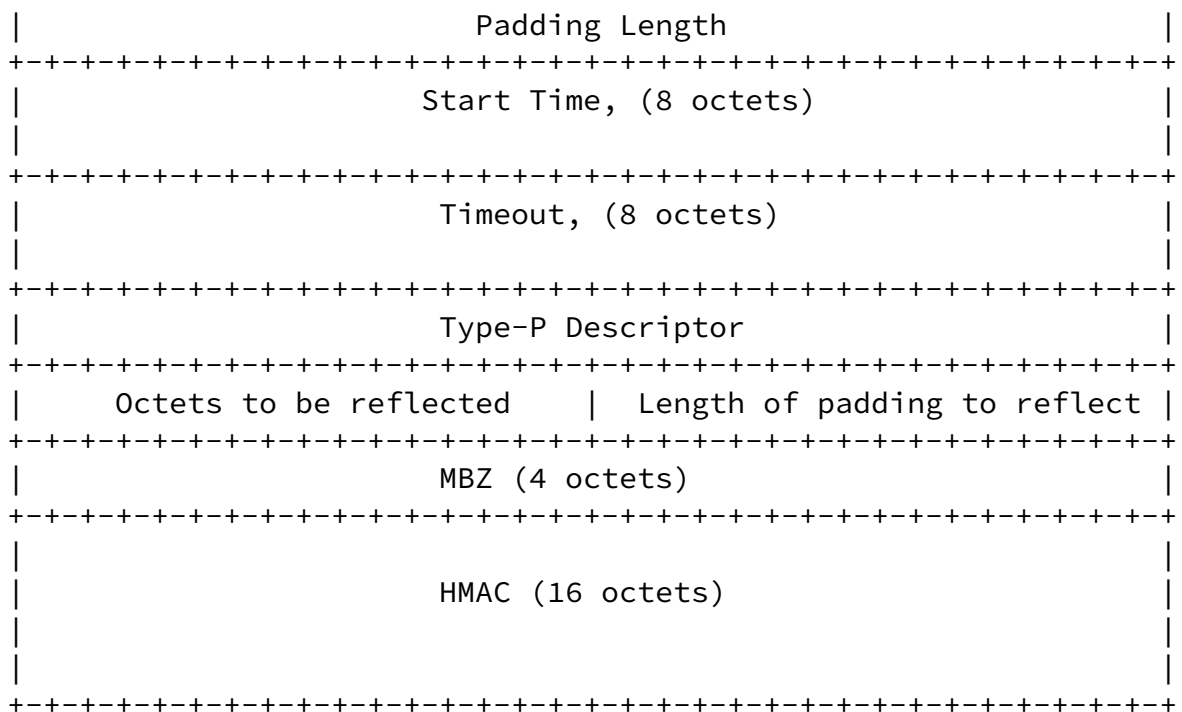 |                         Padding Length                        |
+-+-+-+-+-+-+-+-+-+-+-+-+-+-+-+-+-+-+-+-+-+-+-+-+-+-+-+-+-+-+-+-+
|                      Start Time, (8 octets)                   |
|                                                               |
+-+-+-+-+-+-+-+-+-+-+-+-+-+-+-+-+-+-+-+-+-+-+-+-+-+-+-+-+-+-+-+-+
|                       Timeout, (8 octets)                     |
|                                                               |
+-+-+-+-+-+-+-+-+-+-+-+-+-+-+-+-+-+-+-+-+-+-+-+-+-+-+-+-+-+-+-+-+
|                       Type-P Descriptor                       |
+-+-+-+-+-+-+-+-+-+-+-+-+-+-+-+-+-+-+-+-+-+-+-+-+-+-+-+-+-+-+-+-+
|     Octets to be reflected    |  Length of padding to reflect |
+-+-+-+-+-+-+-+-+-+-+-+-+-+-+-+-+-+-+-+-+-+-+-+-+-+-+-+-+-+-+-+-+
|                       MBZ (4 octets)                          |
+-+-+-+-+-+-+-+-+-+-+-+-+-+-+-+-+-+-+-+-+-+-+-+-+-+-+-+-+-+-+-+-+
|                                                               |
|                       HMAC (16 octets)                        |
|                                                               |
|                                                               |
+-+-+-+-+-+-+-+-+-+-+-+-+-+-+-+-+-+-+-+-+-+-+-+-+-+-+-+-+-+-+-+-+